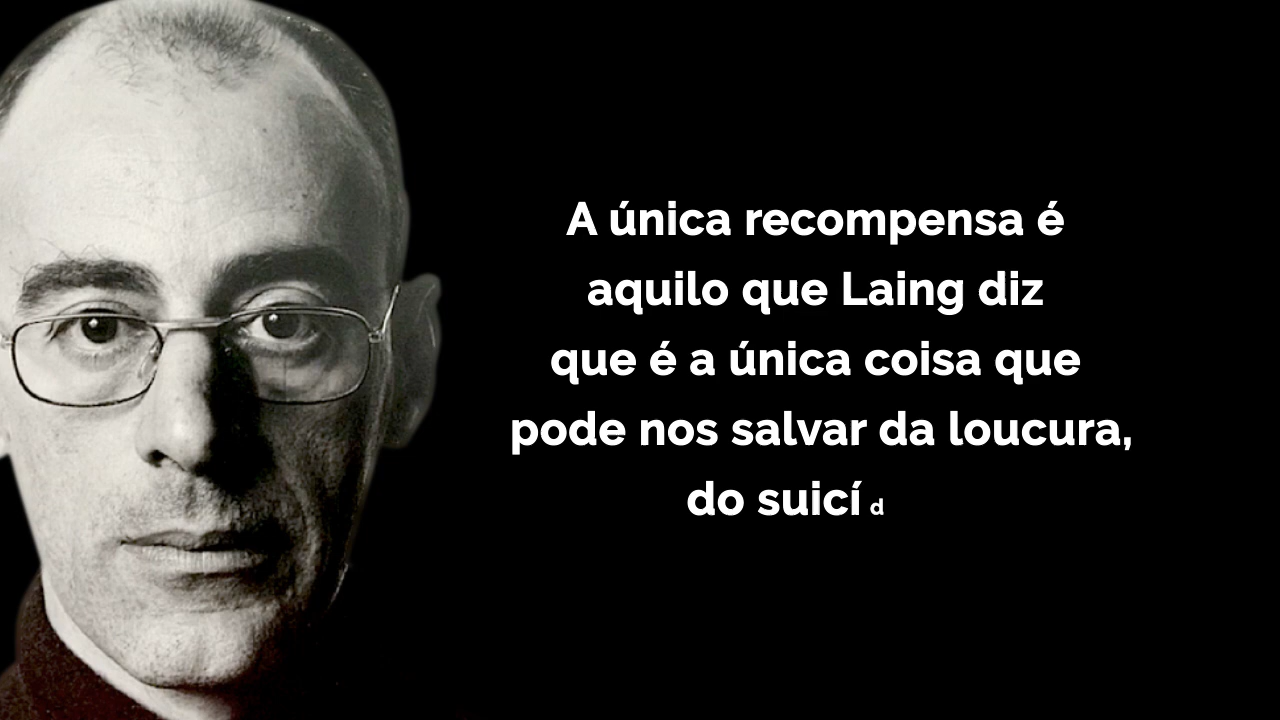 A única recompensa é
aquilo que Laing diz
que é a única coisa que
pode nos salvar da loucura,
do suicí d